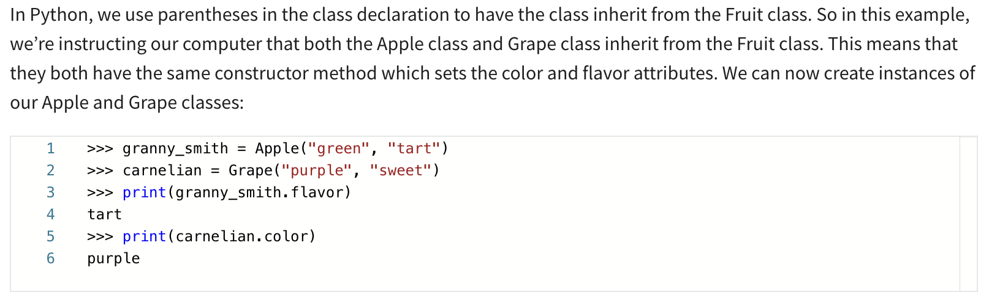 In Python, we use parentheses in the class declaration to have the class inherit from the Fruit class. So in this example,
we’re instructing our computer that both the Apple class and Grape class inherit from the Fruit class. This means that
they both have the same constructor method which sets the color and flavor attributes. We can now create instances of
our Apple and Grape classes:
1 >>> granny_smith = Apple("green", "tart")
2 >>> carnelian = Grape("purple", "sweet")
3 >>> print(granny_smith.flavor)
4 tart
5 >>> print(carnelian.color)
6 purple